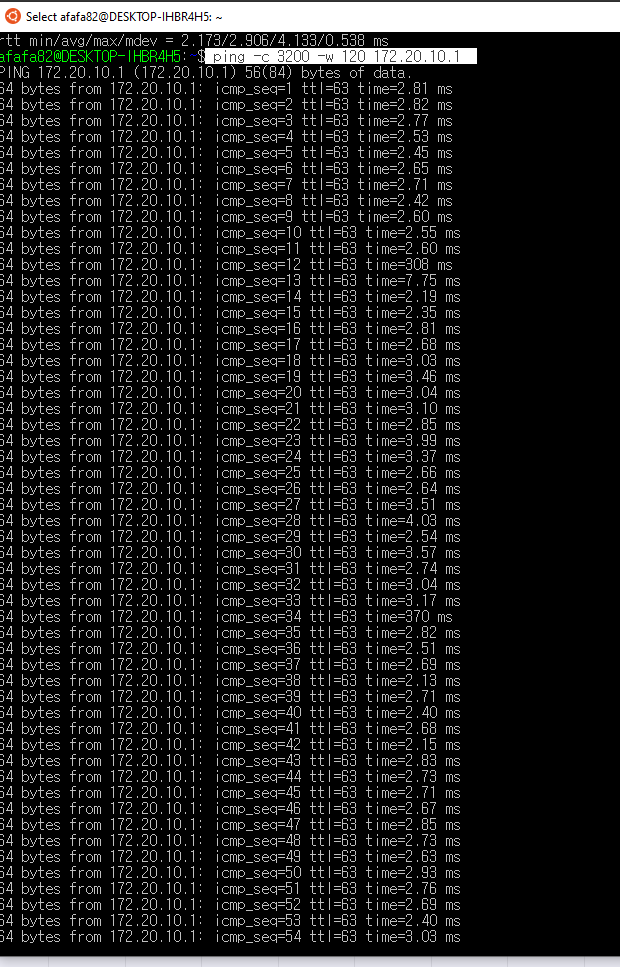 Select afafa82@DESKTOP-IHBR4H5: ~
rtt min/avg/max/mdev = 2.173/2.906/4.133/0.538 ms
afafa82@DESKTOP-IHBR4H5:~$ ping -c 3200 -w 120 172.20.10.1
PING 172.20.10.1 (172.20.10.1) 56(84) bytes of data.
64 bytes from 172.20.10.1: icmp_seq=1 ttl=63 time=2.81 ms
64 bytes from 172.20.10.1: icmp_seq=2 ttl=63 time=2.82 ms
64 bytes from 172.20.10.1: icmp_seq=3 ttl=63 time=2.77 ms
64 bytes from 172.20.10.1: icmp_seq=4 ttl=63 time=2.53 ms
64 bytes from 172.20.10.1: icmp_seq=5 ttl=63 time=2.45 ms
64 bytes from 172.20.10.1: icmp_seq=6 ttl=63 time=2.65 ms
64 bytes from 172.20.10.1: icmp_seq=7 ttl=63 time=2.71 ms
64 bytes from 172.20.10.1: icmp_seq=8 ttl=63 time=2.42 ms
64 bytes from 172.20.10.1: icmp_seq=9 ttl=63 time=2.60 ms
64 bytes from 172.20.10.1: icmp_seq=10 ttl=63 time=2.55 ms
64 bytes from 172.20.10.1: icmp_seq=11 ttl=63 time=2.60 ms
64 bytes from 172.20.10.1: icmp_seq=12 ttl=63 time=308 ms
64 bytes from 172.20.10.1: icmp_seq=13 ttl=63 time=7.75 ms
64 bytes from 172.20.10.1: icmp_seq=14 ttl=63 time=2.19 ms
64 bytes from 172.20.10.1: icmp_seq=15 ttl=63 time=2.35 ms
64 bytes from 172.20.10.1: icmp_seq=16 ttl=63 time=2.81 ms
64 bytes from 172.20.10.1: icmp_seq=17 ttl=63 time=2.68 ms
64 bytes from 172.20.10.1: icmp_seq=18 ttl=63 time=3.03 ms
64 bytes from 172.20.10.1: icmp_seq=19 ttl=63 time=3.46 ms
64 bytes from 172.20.10.1: icmp_seq=20 ttl=63 time=3.04 ms
64 bytes from 172.20.10.1: icmp_seq=21 ttl=63 time=3.10 ms
64 bytes from 172.20.10.1: icmp_seq=22 ttl=63 time=2.85 ms
64 bytes from 172.20.10.1: icmp_seq=23 ttl=63 time=3.99 ms
64 bytes from 172.20.10.1: icmp_seq=24 ttl=63 time=3.37 ms
64 bytes from 172.20.10.1: icmp_seq=25 ttl=63 time=2.66 ms
64 bytes from 172.20.10.1: icmp_seq=26 ttl=63 time=2.64 ms
64 bytes from 172.20.10.1: icmp_seq=27 ttl=63 time=3.51 ms
64 bytes from 172.20.10.1: icmp_seq=28 ttl=63 time=4.03 ms
64 bytes from 172.20.10.1: icmp_seq=29 ttl=63 time=2.54 ms
64 bytes from 172.20.10.1: icmp_seq=30 ttl=63 time=3.57 ms
64 bytes from 172.20.10.1: icmp_seq=31 ttl=63 time=2.74 ms
64 bytes from 172.20.10.1: icmp_seq=32 ttl=63 time=3.04 ms
64 bytes from 172.20.10.1: icmp_seq=33 ttl=63 time=3.17 ms
64 bytes from 172.20.10.1: icmp_seq=34 ttl=63 time=370 ms
64 bytes from 172.20.10.1: icmp_seq=35 ttl=63 time=2.82 ms
64 bytes from 172.20.10.1: icmp_seq=36 ttl=63 time=2.51 ms
64 bytes from 172.20.10.1: icmp_seq=37 ttl=63 time=2.69 ms
64 bytes from 172.20.10.1: icmp_seq=38 ttl=63 time=2.13 ms
64 bytes from 172.20.10.1: icmp_seq=39 ttl=63 time=2.71 ms
64 bytes from 172.20.10.1: icmp_seq=40 ttl=63 time=2.40 ms
64 bytes from 172.20.10.1: icmp_seq=41 ttl=63 time=2.68 ms
64 bytes from 172.20.10.1: icmp_seq=42 ttl=63 time=2.15 ms
64 bytes from 172.20.10.1: icmp_seq=43 ttl=63 time=2.83 ms
64 bytes from 172.20.10.1: icmp_seq=44 ttl=63 time=2.73 ms
64 bytes from 172.20.10.1: icmp_seq=45 ttl=63 time=2.71 ms
64 bytes from 172.20.10.1: icmp_seq=46 ttl=63 time=2.67 ms
64 bytes from 172.20.10.1: icmp_seq=47 ttl=63 time=2.85 ms
64 bytes from 172.20.10.1: icmp_seq=48 ttl=63 time=2.73 ms
64 bytes from 172.20.10.1: icmp_seq=49 ttl=63 time=2.63 ms
64 bytes from 172.20.10.1: icmp_seq=50 ttl=63 time=2.93 ms
64 bytes from 172.20.10.1: icmp_seq=51 ttl=63 time=2.76 ms
64 bytes from 172.20.10.1: icmp_seq=52 ttl=63 time=2.69 ms
64 bytes from 172.20.10.1: icmp_seq=53 ttl=63 time=2.40 ms
64 bytes from 172.20.10.1: icmp_seq=54 ttl=63 time=3.03 ms